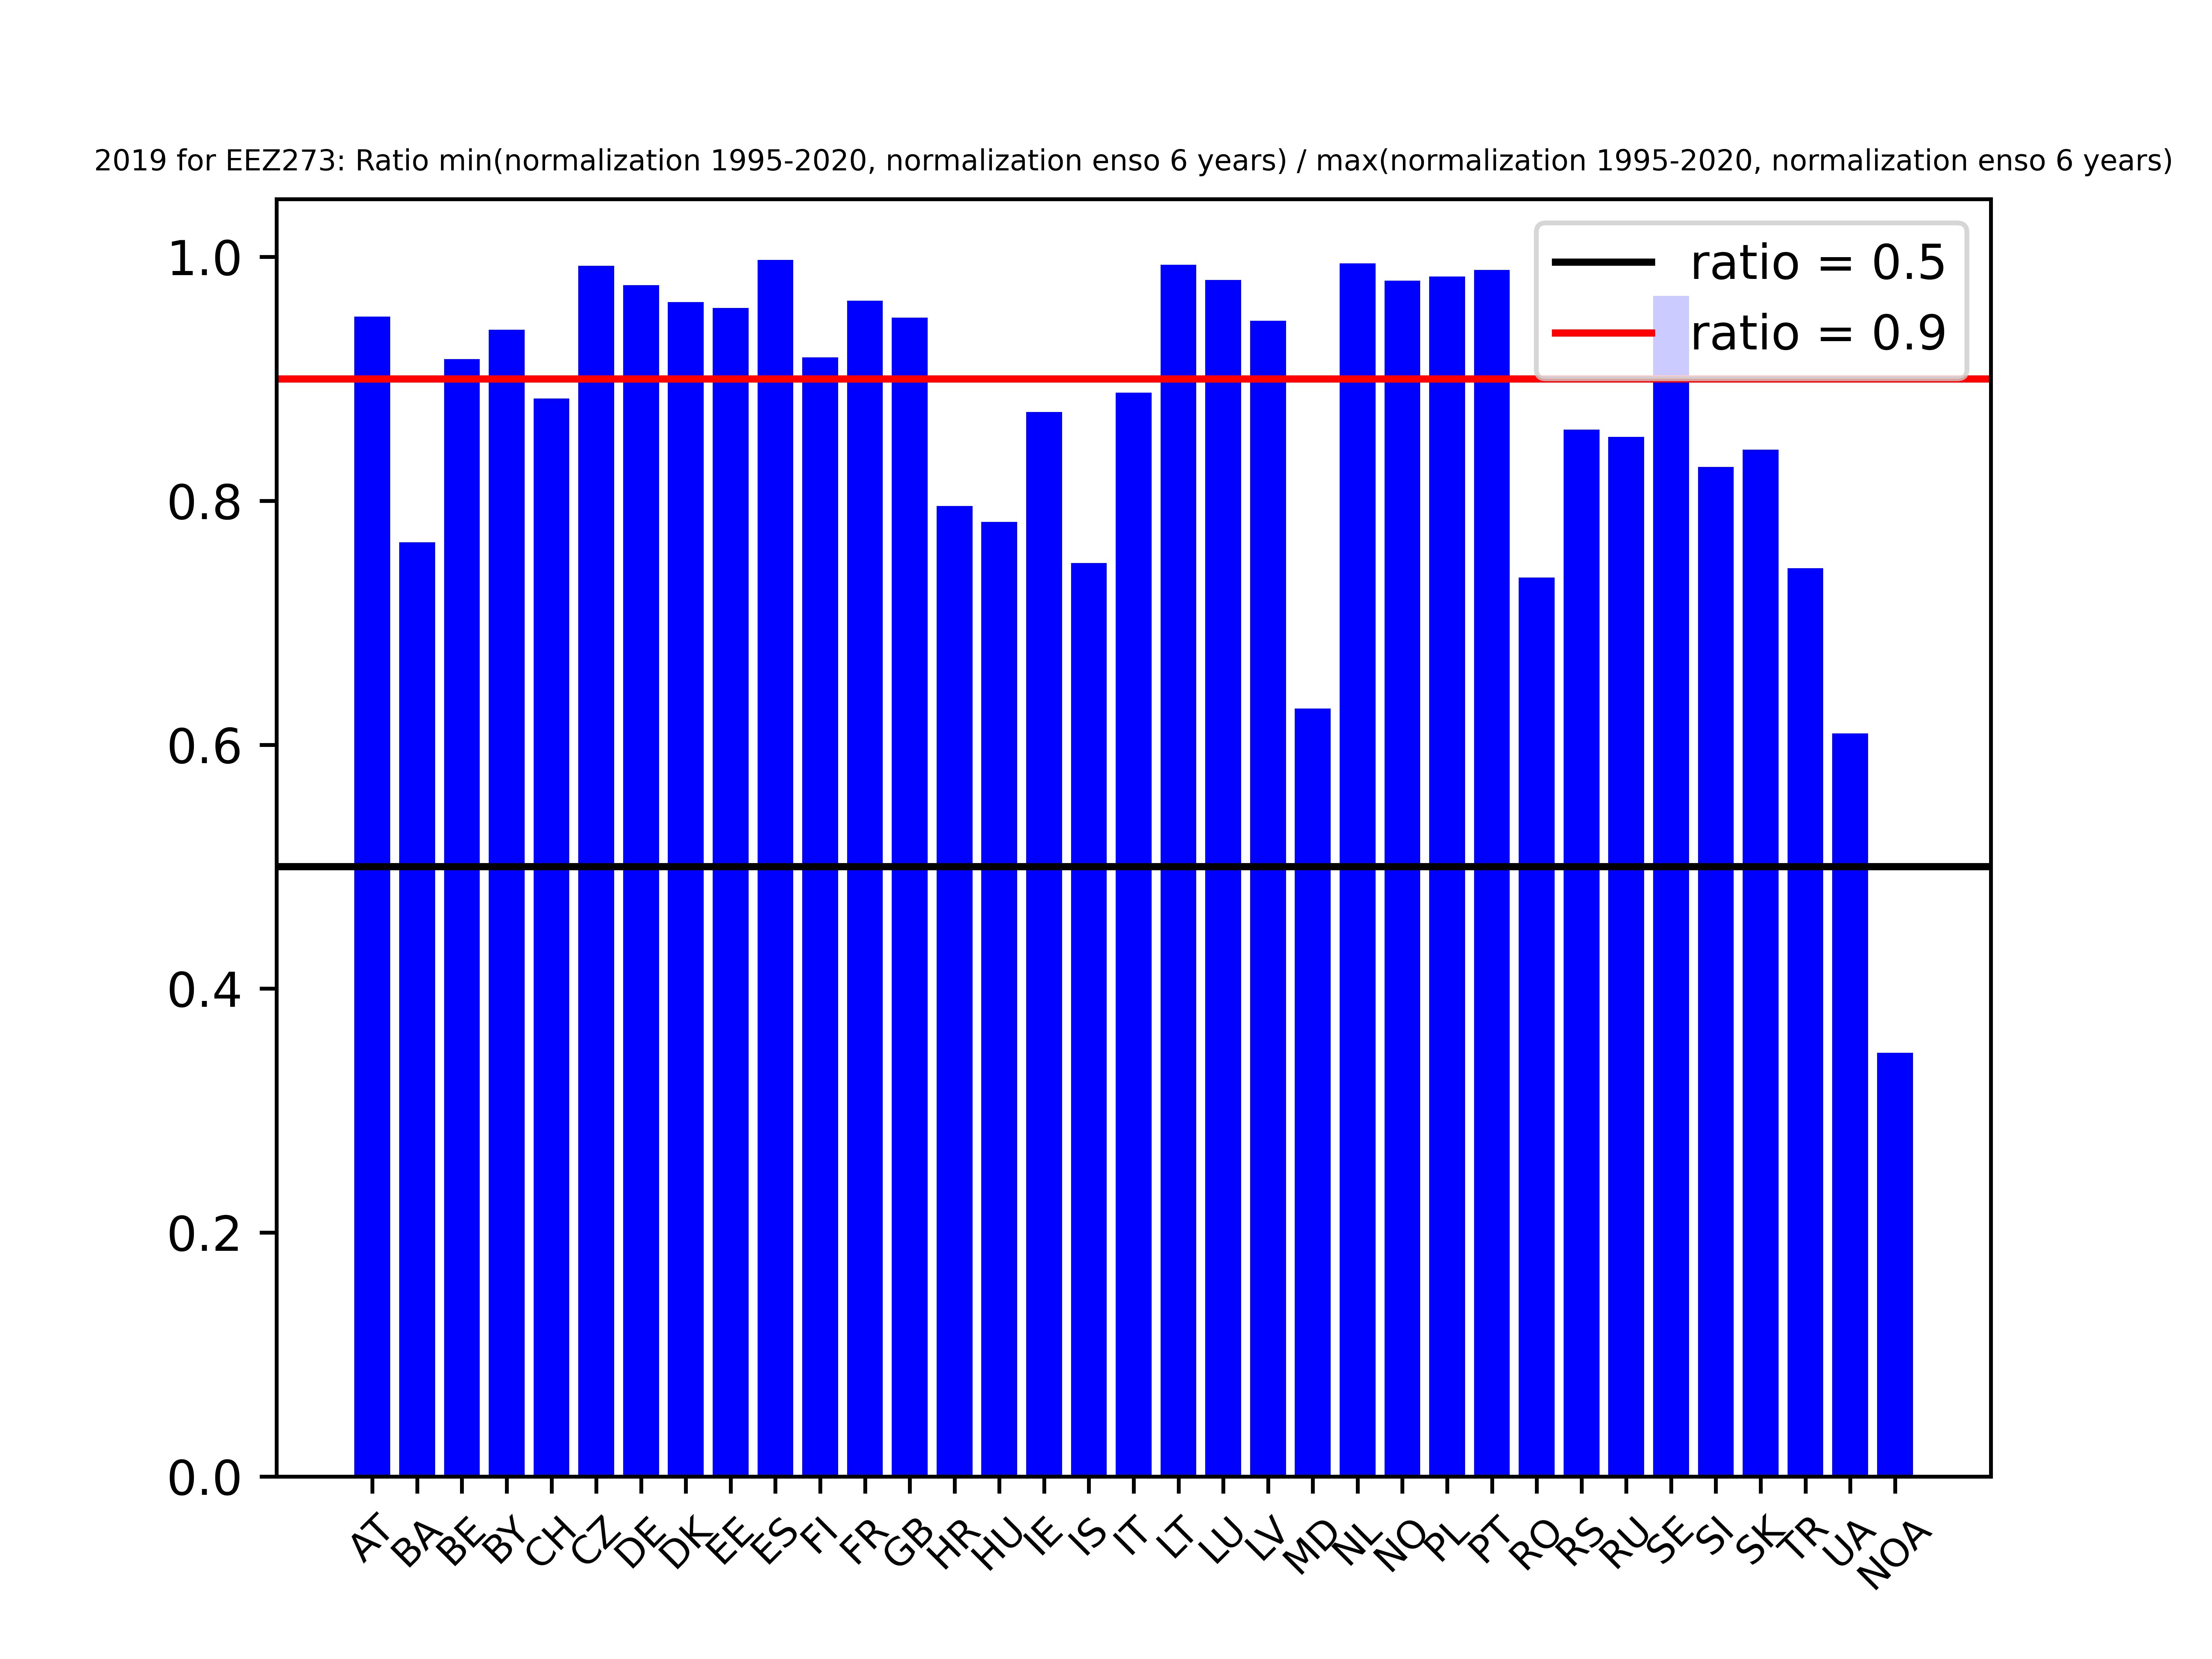 2019 for EEZ273: Ratio min(normalization 1995-2020, normalization enso 6 years) / max(normalization 1995-2020, normalization enso 6 years)
ratio = 0.5
ratio = 0.9
1.0
0.8
0.6
0.4
0.2
0.0
AT BA BE BY CH CZ DE DK EE ES FI FR GB HR HU IE IS IT LT LU LV MD NL NO PL PT RO RS RU SE SI SK TR UA NOA